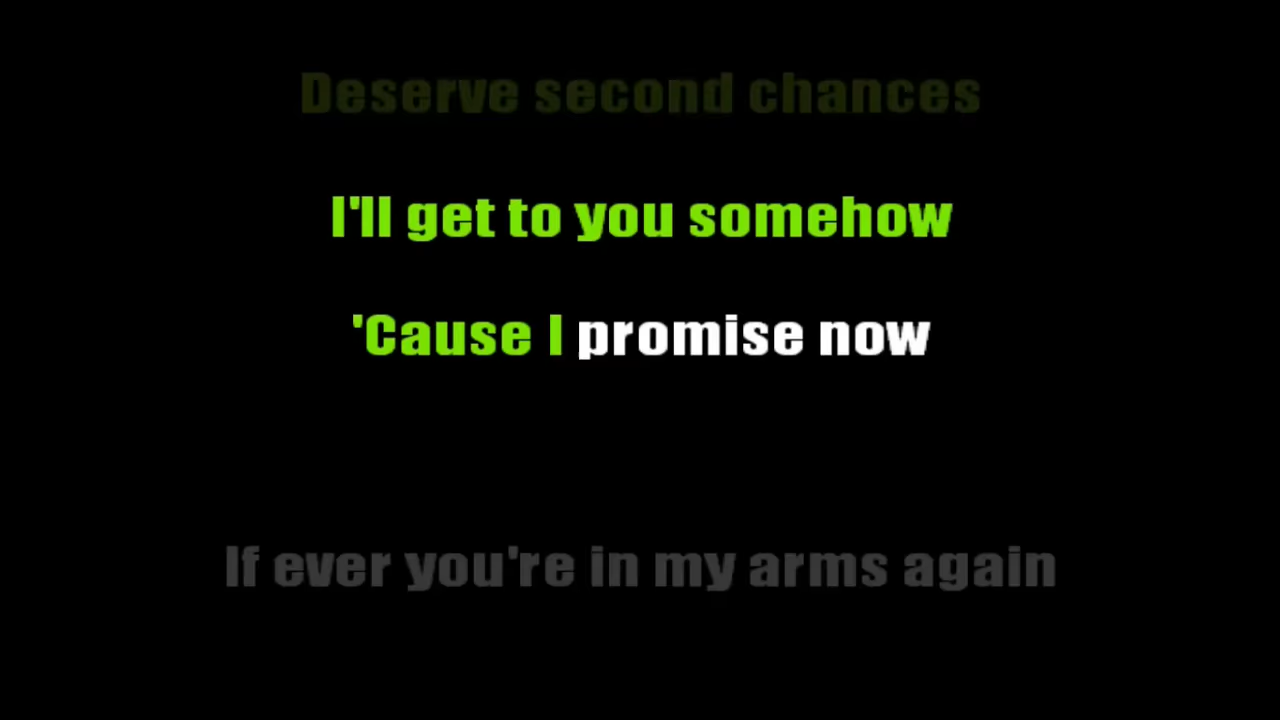 Deserve second chances
I'll get to you somehow
'Cause I promise now
If ever you're in my arms again